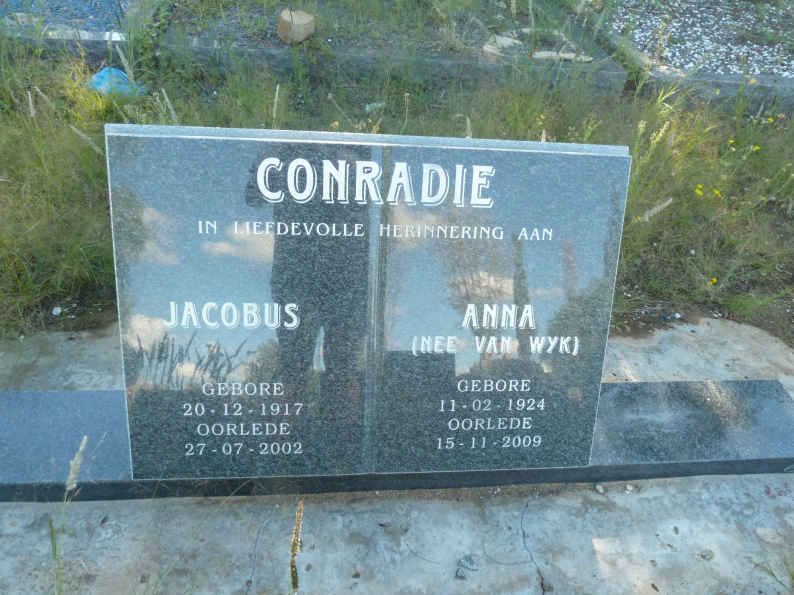 CONRADIE
IN LIEFDEVOLLE HERINNERING AAN
JACOBUS
GEBORE
20-12-1917
OORLEDE
27-07-2002
ANNA
(NEE VAN WYK)
GEBORE
11-02-1924
OORLEDE
15-11-2009